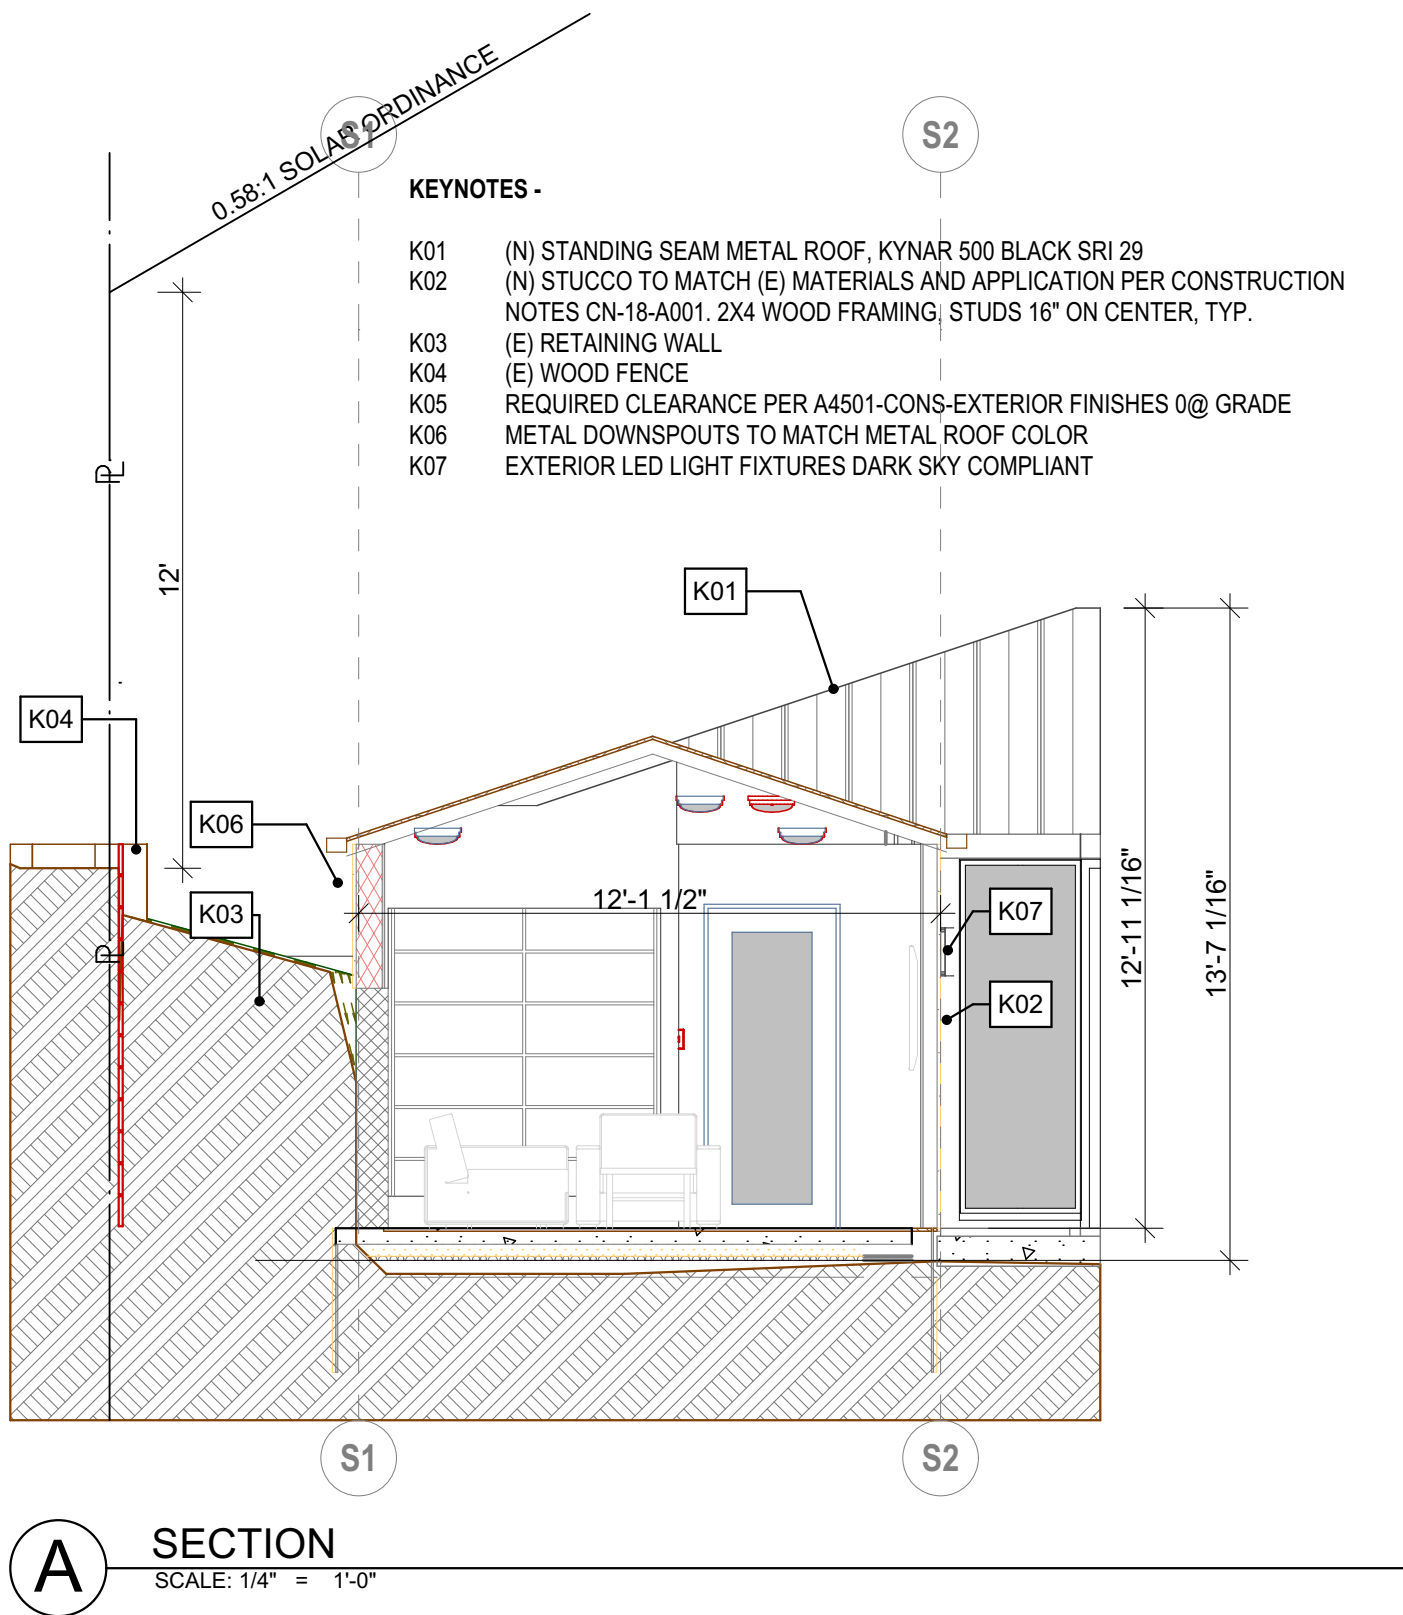 0.58:1 SOLAR ORDINANCE
S1
S2
KEYNOTES -
K01 (N) STANDING SEAM METAL ROOF, KYNAR 500 BLACK SRI 29
K02 (N) STUCCO TO MATCH (E) MATERIALS AND APPLICATION PER CONSTRUCTION
NOTES CN-18-A001. 2X4 WOOD FRAMING, STUDS 16" ON CENTER, TYP.
K03 (E) RETAINING WALL
K04 (E) WOOD FENCE
K05 REQUIRED CLEARANCE PER A4501-CONS-EXTERIOR FINISHES 0@ GRADE
K06 METAL DOWNSPOUTS TO MATCH METAL ROOF COLOR
K07 EXTERIOR LED LIGHT FIXTURES DARK SKY COMPLIANT
PL
12'
K01
K04
K06
K03
12'-1 1/2"
K07
K02
12'-11 1/16"
13'-7 1/16"
PL
S1
S2
A
SECTION
SCALE: 1/4" = 1'-0"